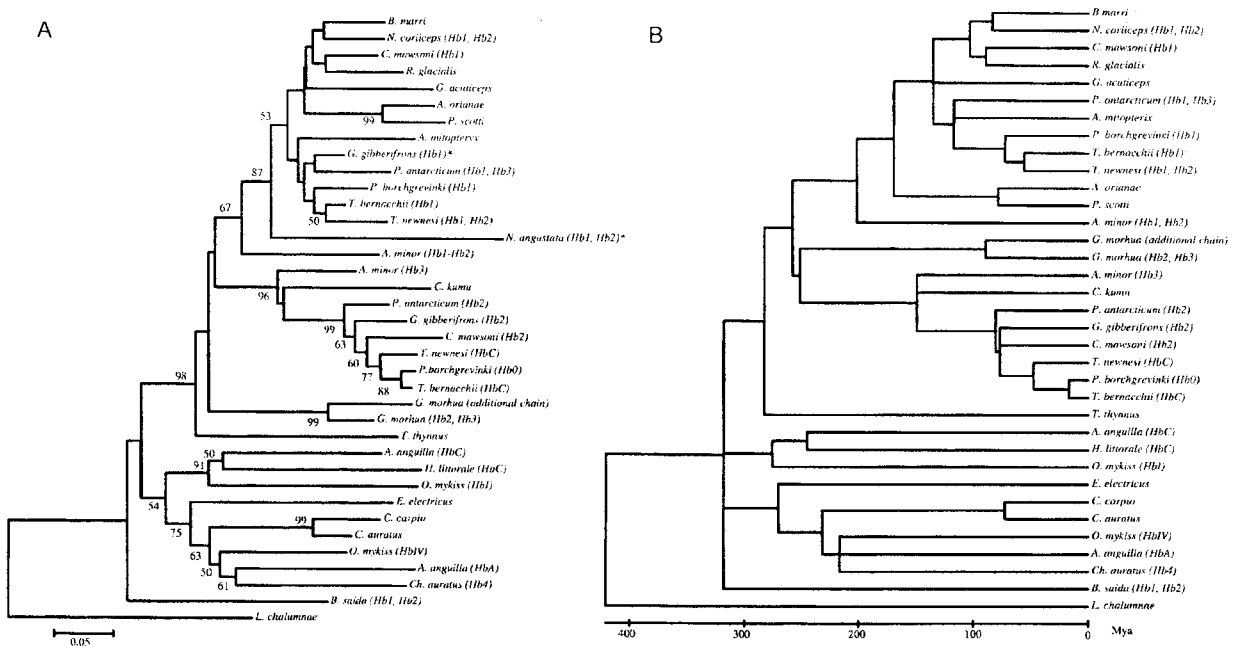 A
B. marri
N. coriiceps (Hb1, Hb2)
C. mawsoni (Hb1)
R. glacialis
G. acuticeps
A. orianae
99
P. scotti
53
A. mitopteryx
G. gibberifrons (Hb1)*
P. antarcticum (Hb1, Hb3)
87
P. borchgrevinki (Hb1)
T. bernacchii (Hb1)
50
T. newnesi (Hb1, Hb2)
67
N. angustata (Hb1, Hb2)*
A. minor (Hb1-Hb2)
A. minor (Hb3)
96
C. kumu
P. antarcticum (Hb2)
99
G. gibberifrons (Hb2)
63
C. mawsoni (Hb2)
60
T. newnesi (HbC)
77
P.borchgrevinki (Hb0)
88
T. bernacchii (HbC)
98
G. morhua (additional chain)
99
G. morhua (Hb2, Hb3)
T. thynnus
50
A. anguilla (HbC)
91
H. littorale (HbC)
O. mykiss (HbI)
54
E. electricus
75
99
C. carpio
C. auratus
63
O. mykiss (HbIV)
50
A. anguilla (HbA)
61
Ch. auratus (Hb4)
B. saida (Hb1, Hb2)
L. chalumnae
0.05
B
B.marri
N. coriiceps (Hb1, Hb2)
C. mawsoni (Hb1)
R. glacialis
G. acuticeps
P. antarcticum (Hb1, Hb3)
A. mitopterix
P. borchgrevinki (Hb1)
T. bernacchii (Hb1)
T. newnesi (Hb1, Hb2)
A. orianae
P. scotti
A. minor (Hb1, Hb2)
G. morhua (additional chain)
G. morhua (Hb2, Hb3)
A. minor (Hb3)
C. kumu
P. antarcticum (Hb2)
G. gibberifrons (Hb2)
C. mawsoni (Hb2)
T. newnesi (HbC)
P. borchgrevinki (Hb0)
T. bernacchii (HbC)
T. thynnus
A. anguilla (HbC)
H. littorale (HbC)
O. mykiss (HbI)
E. electricus
C. carpio
C. auratus
O. mykiss (HbIV)
A. anguilla (HbA)
Ch. auratus (Hb4)
B. saida (Hb1, Hb2)
L. chalumnae
400 300 200 100 0 Mya